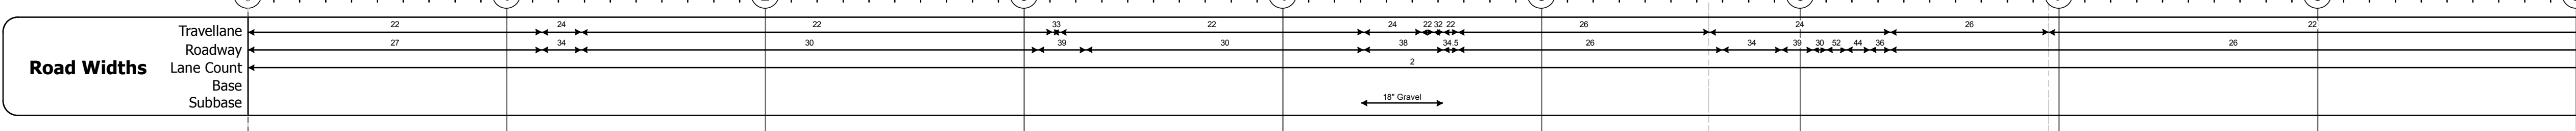 Travellane 22 24 22 33 22 24 22 32 22 26 24 26 22
Roadway 27 34 30 39 30 38 34.5 26 34 39 30 52 44 36 26
Road Widths Lane Count 2
Base
Subbase 18" Gravel